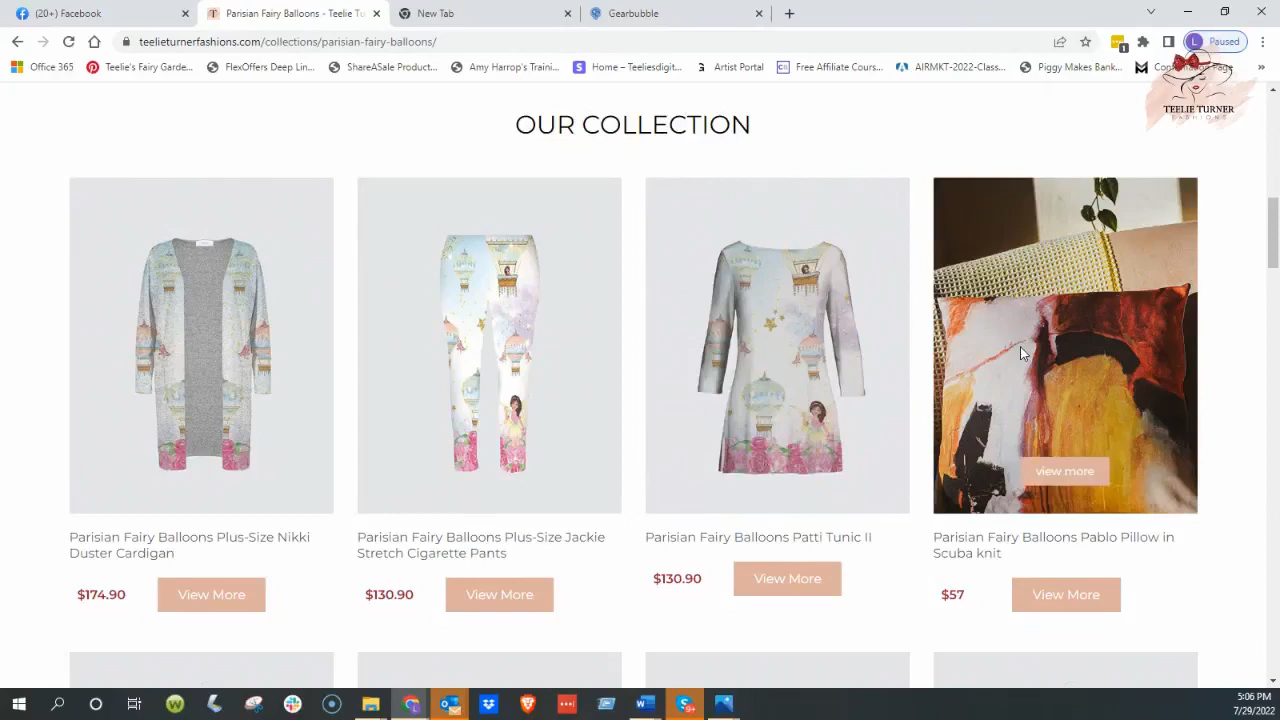 (20+) Facebook
Parisian Fairy Balloons - Teelie Tu
New Tab
Gearbubble
teelieturnerfashions.com/collections/parisian-fairy-balloons/
1
L
Paused
Office 365
Teelie's Fairy Garde...
FlexOffers Deep Lin...
ShareASale Product...
Amy Porterfield's Traini...
Home – Teeliesdigit...
Artist Portal
Free Affiliate Cours...
AIRMKT-2022-Class...
Piggy Makes Bank...
Page
TEELIE TURNER
FASHIONS
OUR COLLECTION
view more
Parisian Fairy Balloons Plus-Size Nikki
Duster Cardigan
Parisian Fairy Balloons Plus-Size Jackie
Stretch Cigarette Pants
Parisian Fairy Balloons Patti Tunic II
Parisian Fairy Balloons Pablo Pillow in
Scuba knit
$174.90
View More
$130.90
View More
$130.90
View More
$57
View More
5:06 PM
7/29/2022